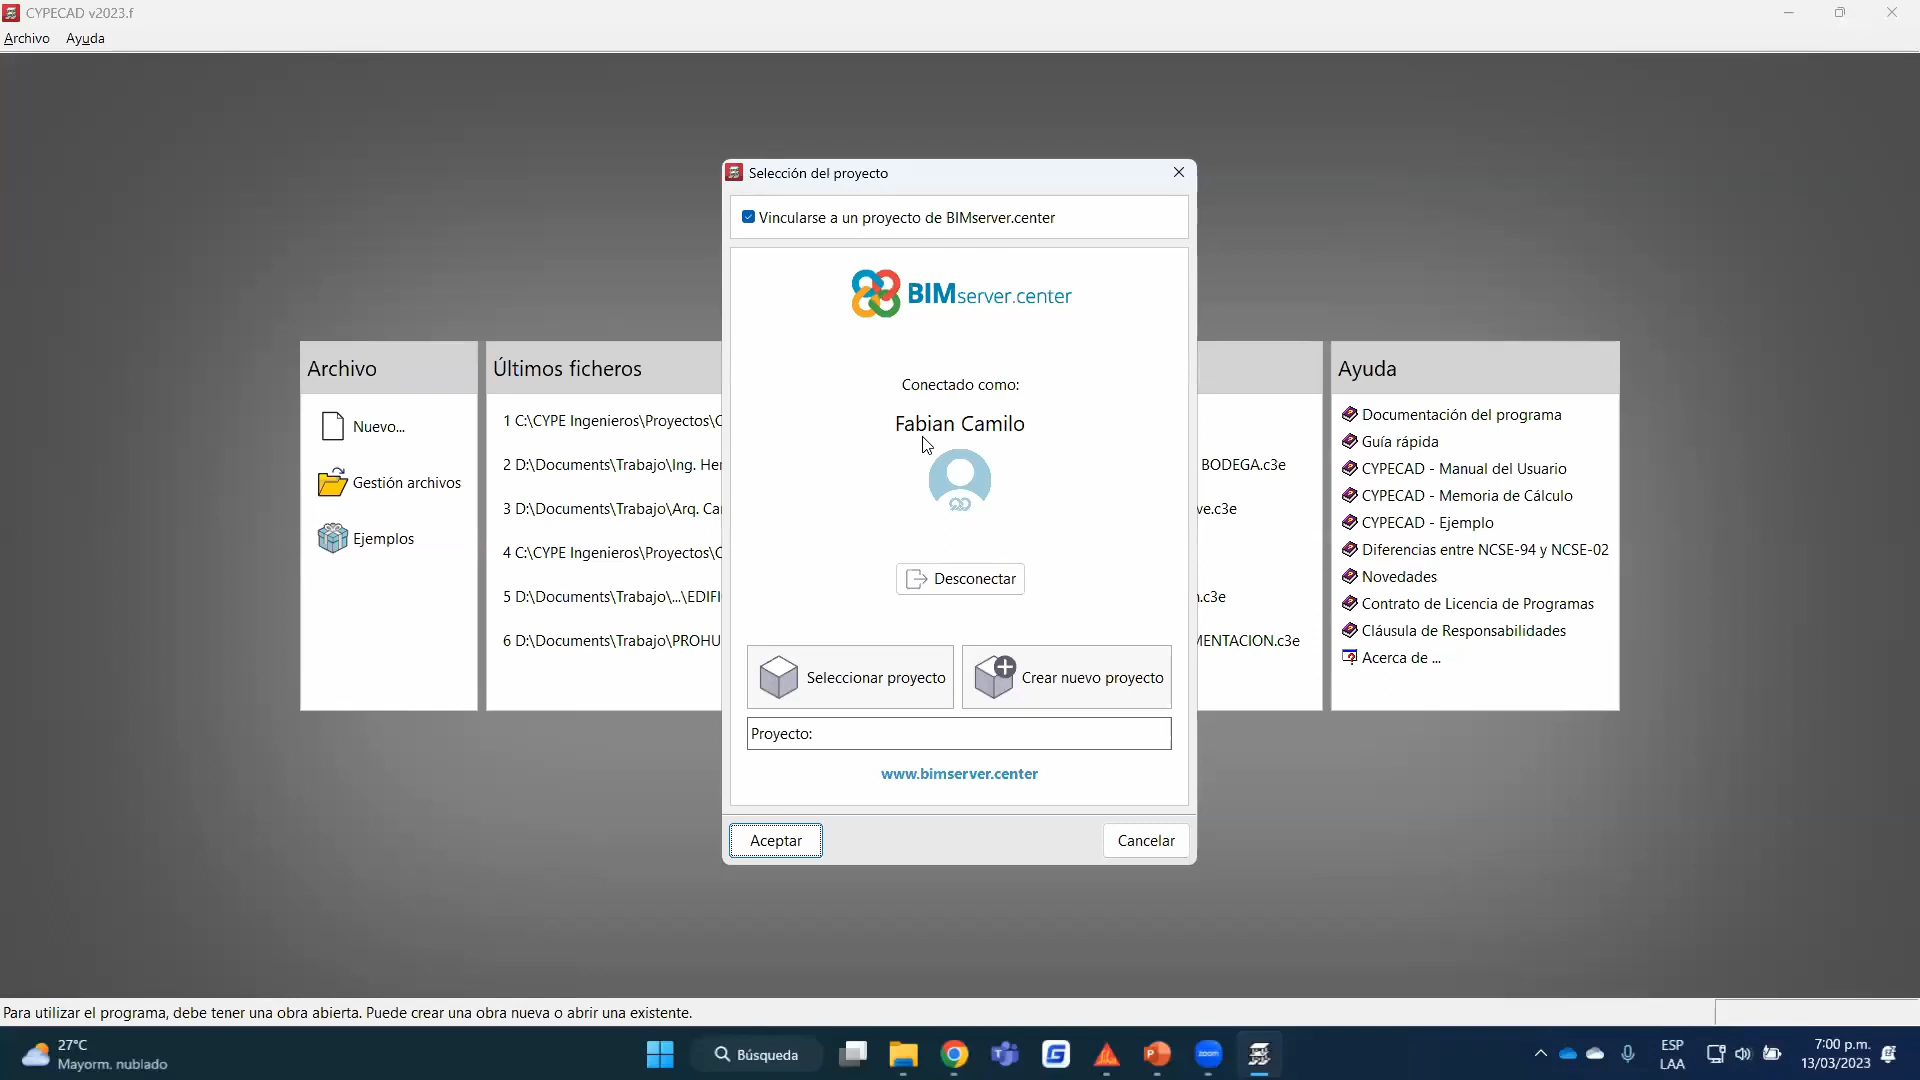 CYPECAD v2023.f
Archivo Ayuda
Selección del proyecto
Vincularse a un proyecto de BIMserver.center
BIMserver.center
Conectado como:
Fabian Camilo
Desconectar
Seleccionar proyecto
Crear nuevo proyecto
Proyecto:
www.bimserver.center
Aceptar
Cancelar
Archivo
Nuevo...
Gestión archivos
Ejemplos
Últimos ficheros
1 C:\CYPE Ingenieros\Proyectos\C
2 D:\Documents\Trabajo\Ing. Her
BODEGA.c3e
3 D:\Documents\Trabajo\Arq. Ca
ve.c3e
4 C:\CYPE Ingenieros\Proyectos\C
5 D:\Documents\Trabajo\...\EDIFI
.c3e
6 D:\Documents\Trabajo\PROHU
MENTACION.c3e
Ayuda
Documentación del programa
Guía rápida
CYPECAD - Manual del Usuario
CYPECAD - Memoria de Cálculo
CYPECAD - Ejemplo
Diferencias entre NCSE-94 y NCSE-02
Novedades
Contrato de Licencia de Programas
Cláusula de Responsabilidades
Acerca de ...
Para utilizar el programa, debe tener una obra abierta. Puede crear una obra nueva o abrir una existente.
27°C
Mayorm. nublado
Búsqueda
zoom
ESP
LAA
7:00 p.m.
13/03/2023